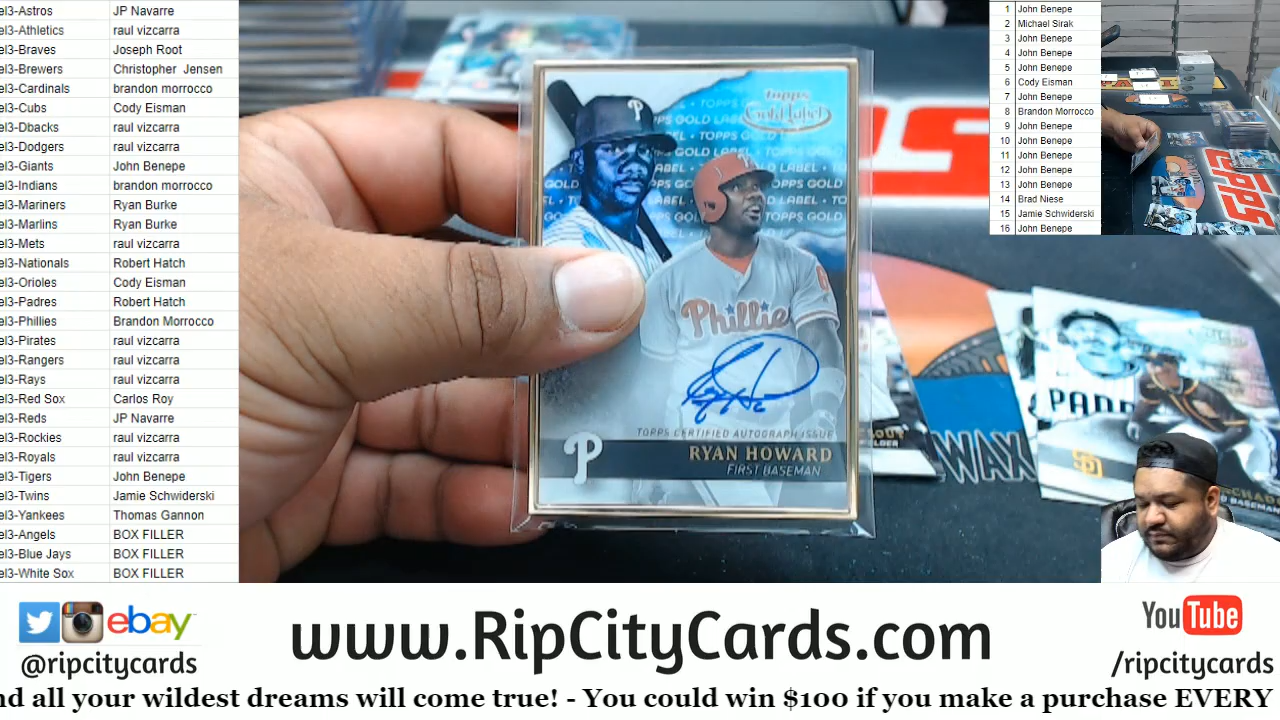 el3-Astros JP Navarre
el3-Athletics raul vizcarra
el3-Braves Joseph Root
el3-Brewers Christopher Jensen
el3-Cardinals brandon morrocco
el3-Cubs Cody Eisman
el3-Dbacks raul vizcarra
el3-Dodgers raul vizcarra
el3-Giants John Benepe
el3-Indians brandon morrocco
el3-Mariners Ryan Burke
el3-Marlins Ryan Burke
el3-Mets raul vizcarra
el3-Nationals Robert Hatch
el3-Orioles Cody Eisman
el3-Padres Robert Hatch
el3-Phillies Brandon Morrocco
el3-Pirates raul vizcarra
el3-Rangers raul vizcarra
el3-Rays raul vizcarra
el3-Red Sox Carlos Roy
el3-Reds JP Navarre
el3-Rockies raul vizcarra
el3-Royals raul vizcarra
el3-Tigers John Benepe
el3-Twins Jamie Schwiderski
el3-Yankees Thomas Gannon
el3-Angels BOX FILLER
el3-Blue Jays BOX FILLER
el3-White Sox BOX FILLER
topps
Gold Label
P
Phillies
TOPPS CERTIFIED AUTOGRAPH ISSUE
RYAN HOWARD
FIRST BASEMAN
P
1 John Benepe
2 Michael Sirak
3 John Benepe
4 John Benepe
5 John Benepe
6 Cody Eisman
7 John Benepe
8 Brandon Morrocco
9 John Benepe
10 John Benepe
11 John Benepe
12 John Benepe
13 John Benepe
14 Brad Niese
15 Jamie Schwiderski
16 John Benepe
WAX
PADR
SD
ebay
@ripcitycards
www.RipCityCards.com
YouTube
/ripcitycards
nd all your wildest dreams will come true! - You could win $100 if you make a purchase EVERY